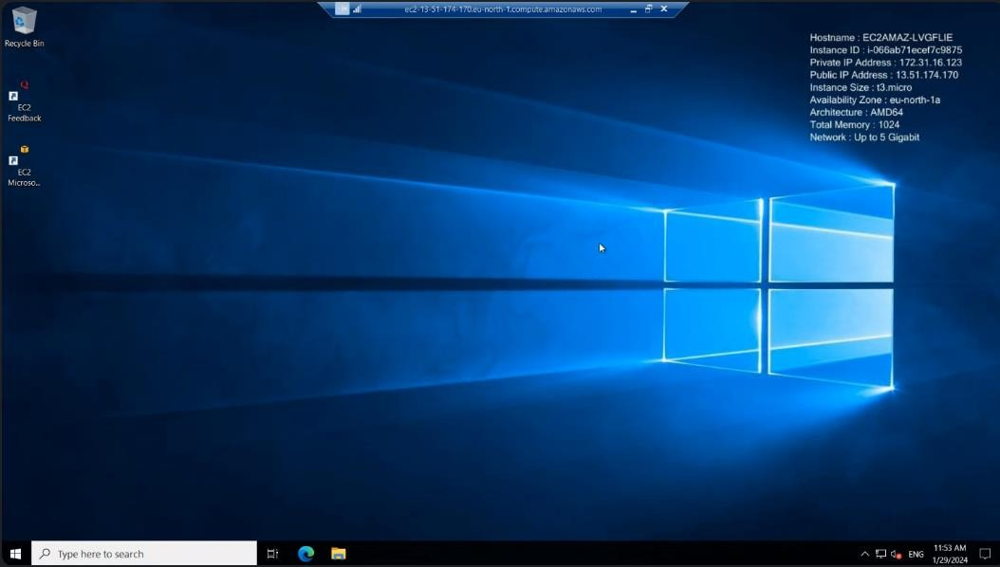 ec2-13-51-174-170.eu-north-1.compute.amazonaws.com
Recycle Bin
EC2
Feedback
EC2
Microso...
Hostname : EC2AMAZ-LVGFLIE
Instance ID : i-066ab71ecef7c9875
Private IP Address : 172.31.16.123
Public IP Address : 13.51.174.170
Instance Size : t3.micro
Availability Zone : eu-north-1a
Architecture : AMD64
Total Memory : 1024
Network : Up to 5 Gigabit
Type here to search
ENG
11:53 AM
1/29/2024